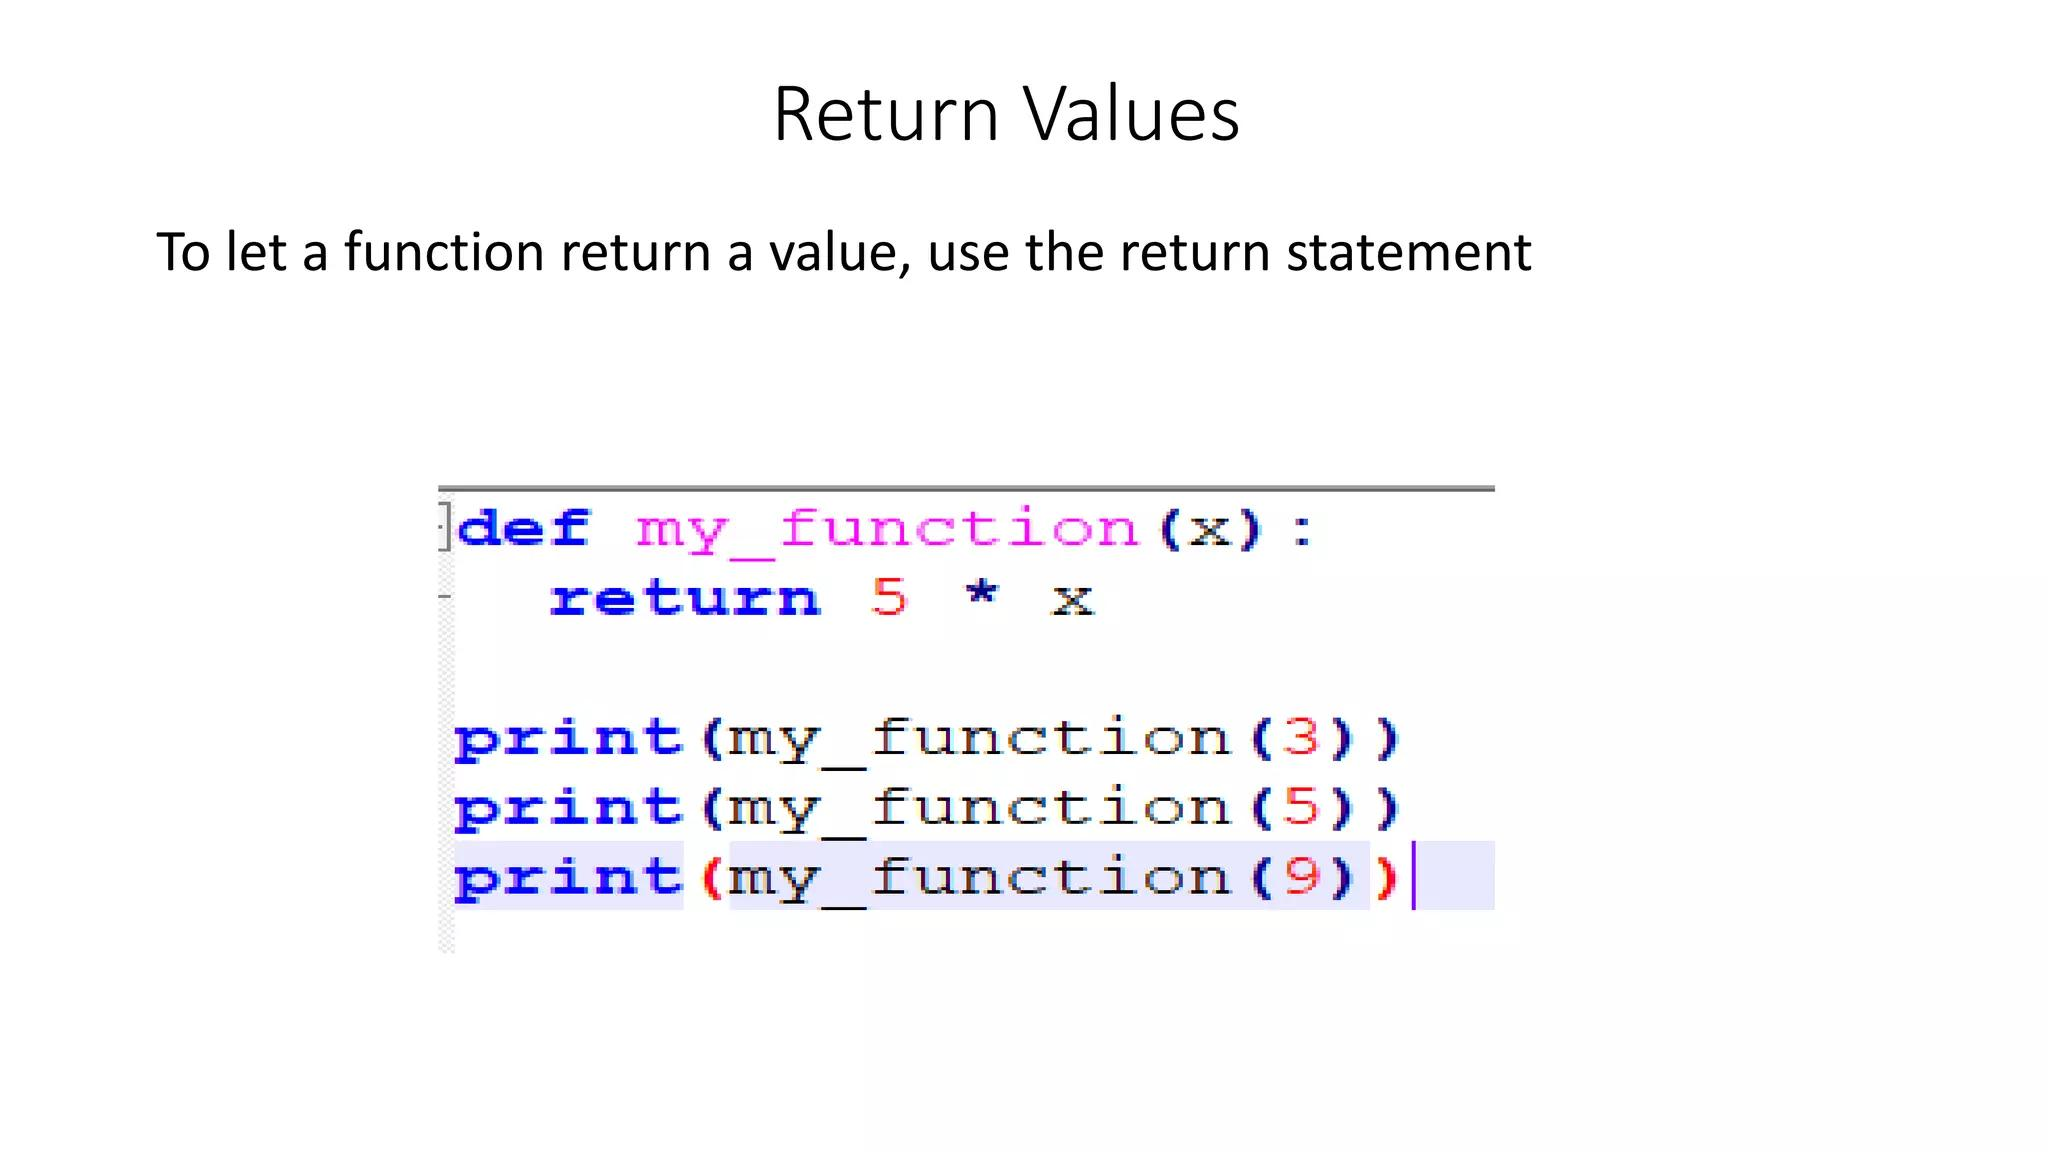 Return Values
To let a function return a value, use the return statement
def my_function(x):
  return 5 * x
print(my_function(3))
print(my_function(5))
print(my_function(9))